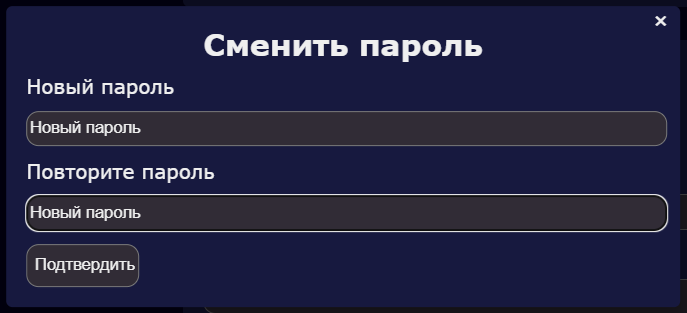 ×
Сменить пароль
Новый пароль
Новый пароль
Повторите пароль
Новый пароль
Подтвердить